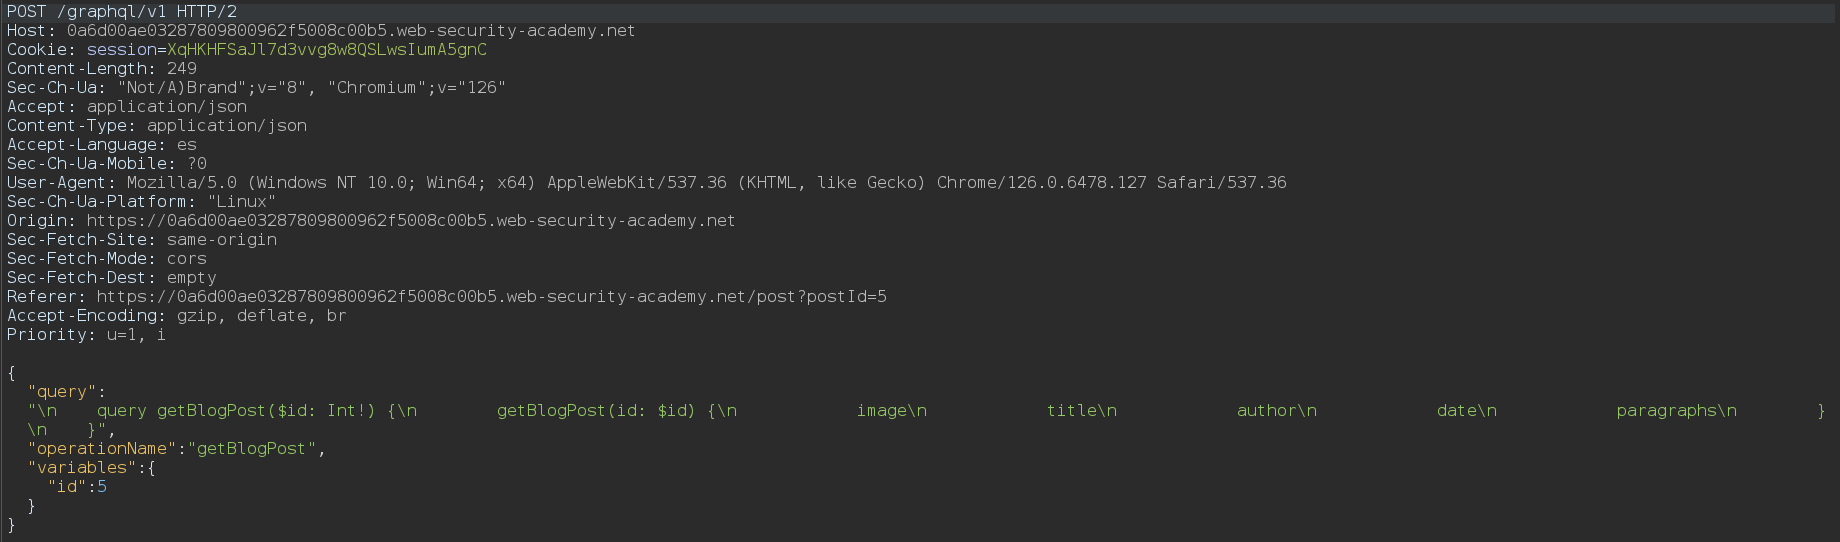 POST /graphql/v1 HTTP/2
Host: 0a6d00ae03287809800962f5008c00b5.web-security-academy.net
Cookie: session=XqHKHFSaJl7d3vvg8w8QSLwsIumA5gnC
Content-Length: 249
Sec-Ch-Ua: "Not/A)Brand";v="8", "Chromium";v="126"
Accept: application/json
Content-Type: application/json
Accept-Language: es
Sec-Ch-Ua-Mobile: ?0
User-Agent: Mozilla/5.0 (Windows NT 10.0; Win64; x64) AppleWebKit/537.36 (KHTML, like Gecko) Chrome/126.0.6478.127 Safari/537.36
Sec-Ch-Ua-Platform: "Linux"
Origin: https://0a6d00ae03287809800962f5008c00b5.web-security-academy.net
Sec-Fetch-Site: same-origin
Sec-Fetch-Mode: cors
Sec-Fetch-Dest: empty
Referer: https://0a6d00ae03287809800962f5008c00b5.web-security-academy.net/post?postId=5
Accept-Encoding: gzip, deflate, br
Priority: u=1, i

{
  "query":
  "\n    query getBlogPost($id: Int!) {\n        getBlogPost(id: $id) {\n            image\n            title\n            author\n            date\n            paragraphs\n        }
  \n    }",
  "operationName":"getBlogPost",
  "variables":{
    "id":5
  }
}